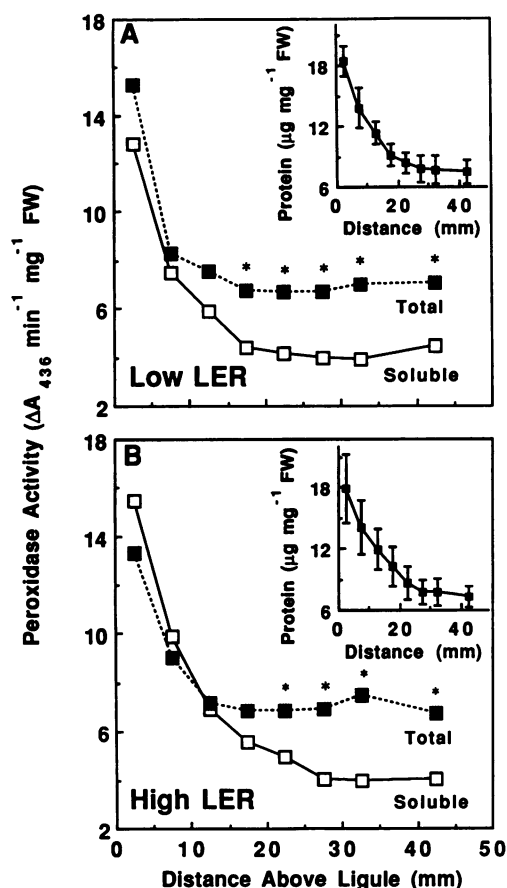 Peroxidase Activity (ΔA 436 min-1 mg-1 FW)
A
18
14
10
6
2
Protein (µg mg-1 FW)
18
12
6
0 20 40
Distance (mm)
* * * * *
Total
Soluble
Low LER
B
18
14
10
6
2
Protein (µg mg-1 FW)
18
12
6
0 20 40
Distance (mm)
* * * *
Total
Soluble
High LER
0 10 20 30 40 50
Distance Above Ligule (mm)